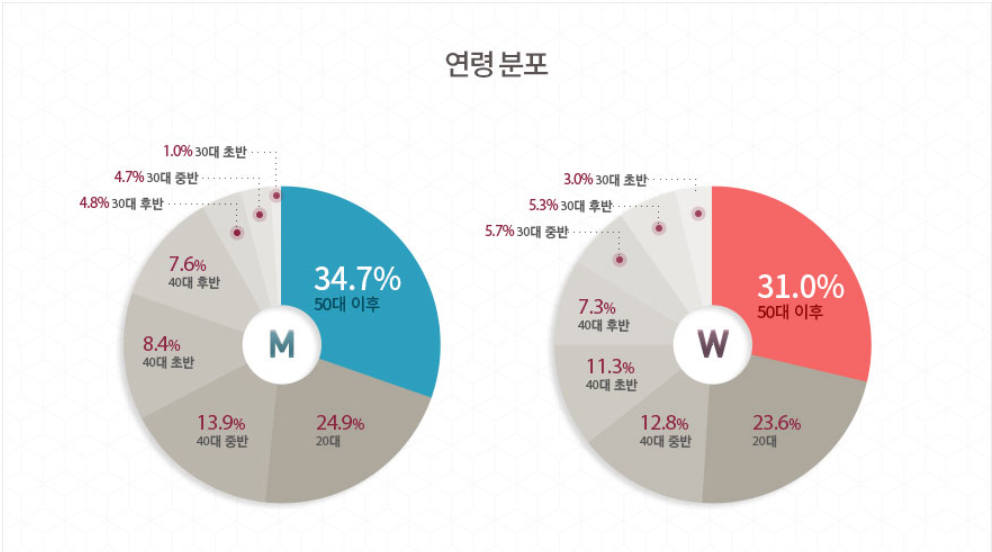 연령 분포
1.0% 30대 초반
4.7% 30대 중반
4.8% 30대 후반
7.6%
40대 후반
8.4%
40대 초반
13.9%
40대 중반
24.9%
20대
34.7%
50대 이후
M
3.0% 30대 초반
5.3% 30대 후반
5.7% 30대 중반
7.3%
40대 후반
11.3%
40대 초반
12.8%
40대 중반
23.6%
20대
31.0%
50대 이후
W